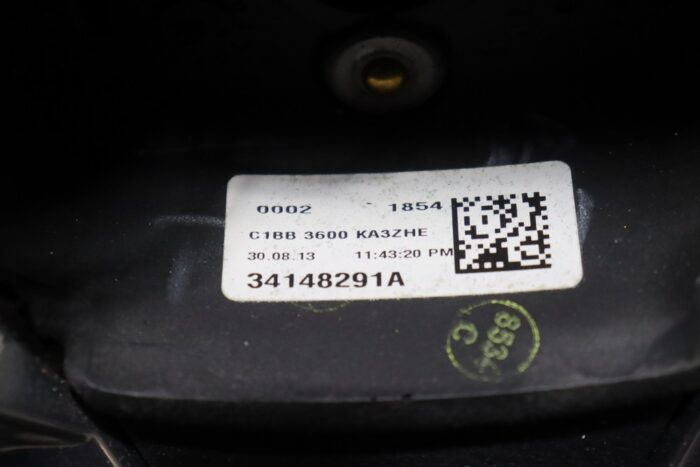 0002 1854
C1BB 3600 KA3ZHE
30.08.13 11:43:20 PM
34148291A
C